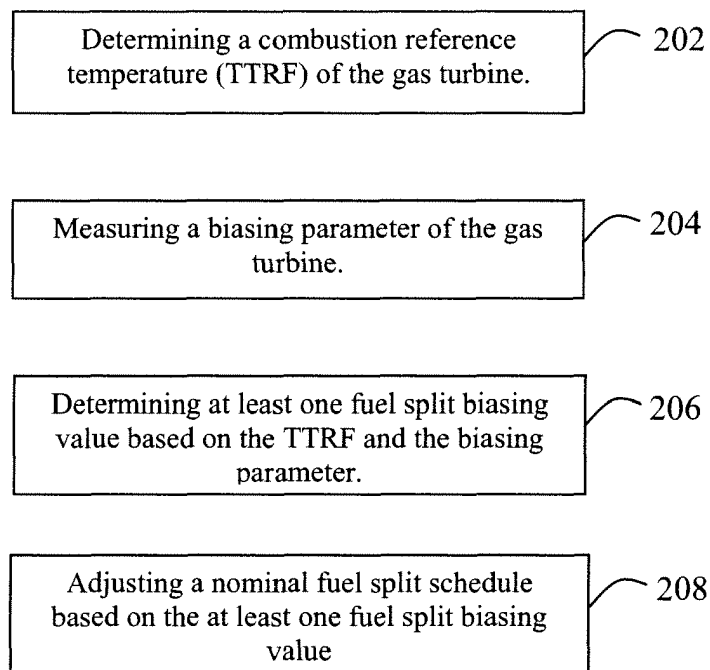 Determining a combustion reference
temperature (TTRF) of the gas turbine.
202
Measuring a biasing parameter of the gas
turbine.
204
Determining at least one fuel split biasing
value based on the TTRF and the biasing
parameter.
206
Adjusting a nominal fuel split schedule
based on the at least one fuel split biasing
value
208